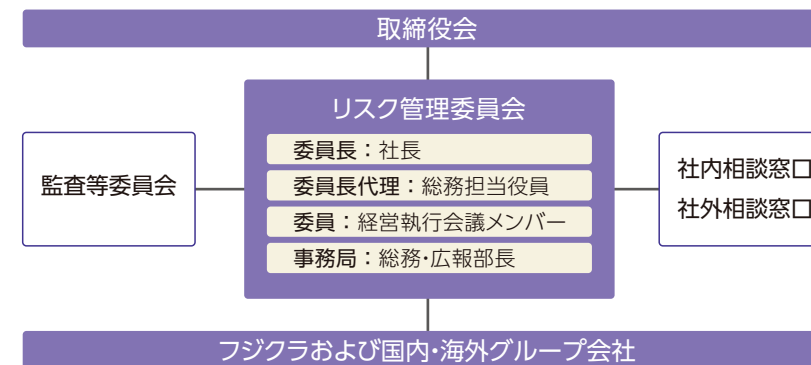 取締役会
リスク管理委員会
委員長：社長
委員長代理：総務担当役員
委員：経営執行会議メンバー
事務局：総務・広報部長
監査等委員会
社内相談窓口
社外相談窓口
フジクラおよび国内・海外グループ会社